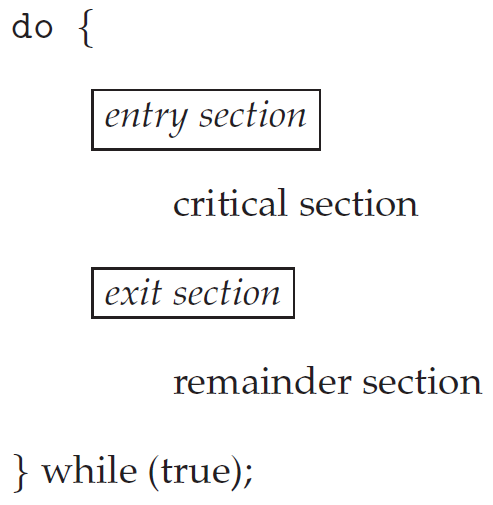 do {
entry section
critical section
exit section
remainder section
} while (true);